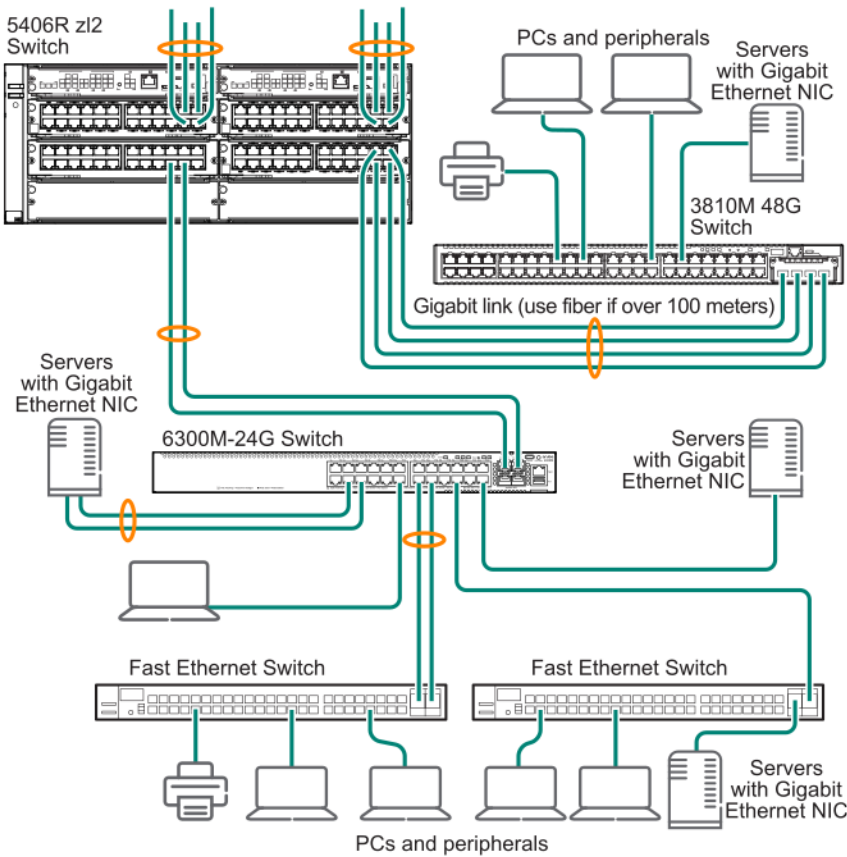 5406R zl2
Switch
PCs and peripherals
Servers
with Gigabit
Ethernet NIC
3810M 48G
Switch
Gigabit link (use fiber if over 100 meters)
Servers
with Gigabit
Ethernet NIC
6300M-24G Switch
Servers
with Gigabit
Ethernet NIC
Fast Ethernet Switch
Fast Ethernet Switch
Servers
with Gigabit
Ethernet NIC
PCs and peripherals